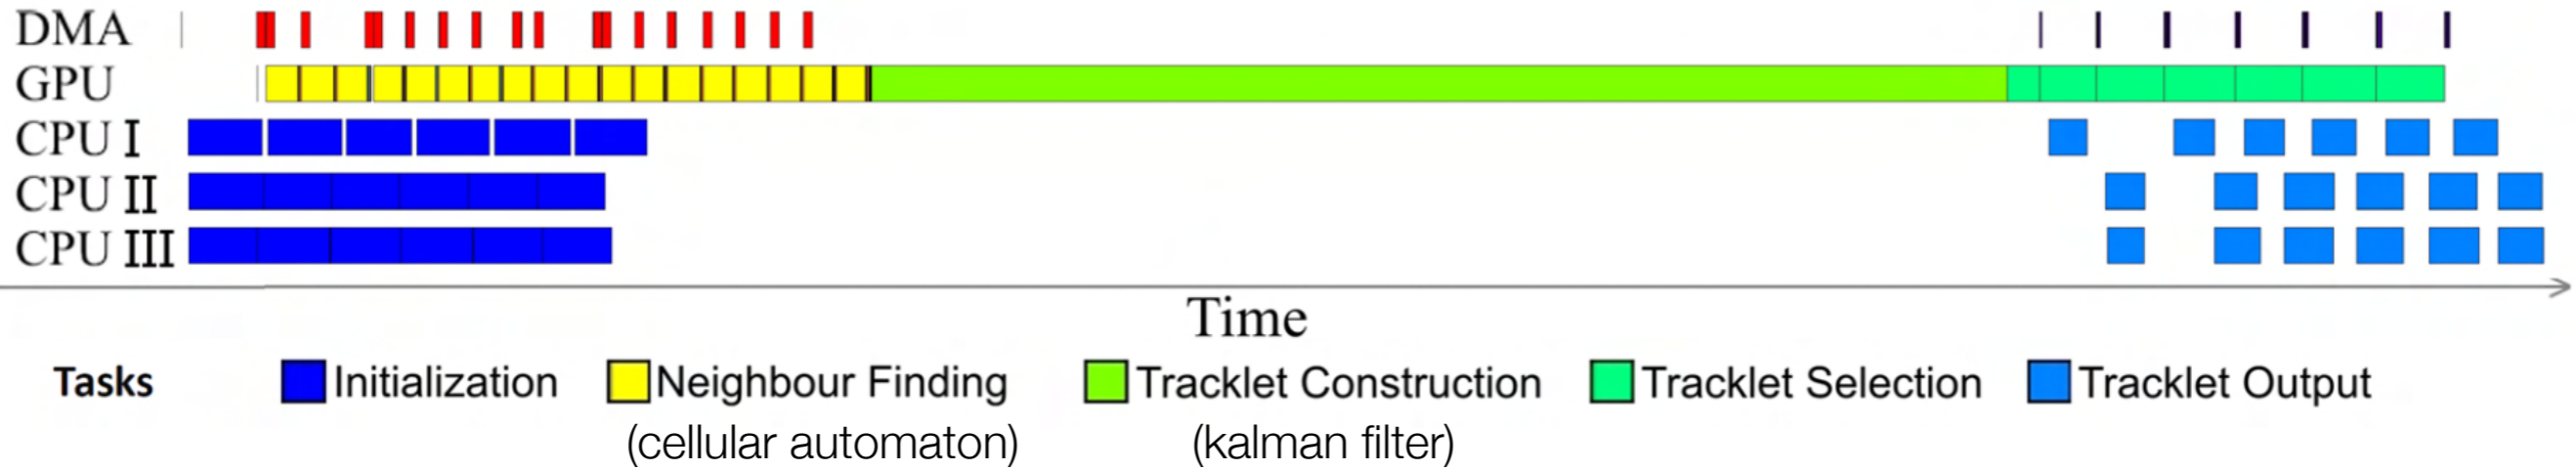 DMA
GPU
CPU I
CPU II
CPU III
Time
Tasks Initialization Neighbour Finding Tracklet Construction Tracklet Selection Tracklet Output
(cellular automaton) (kalman filter)